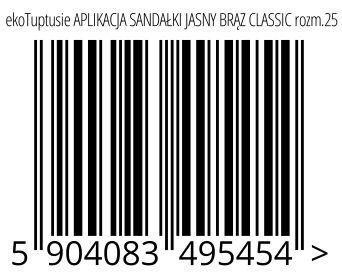 ekoTuptusie APLIKACJA SANDAŁKI JASNY BRĄZ CLASSIC rozm.25
5 904083 495454 >